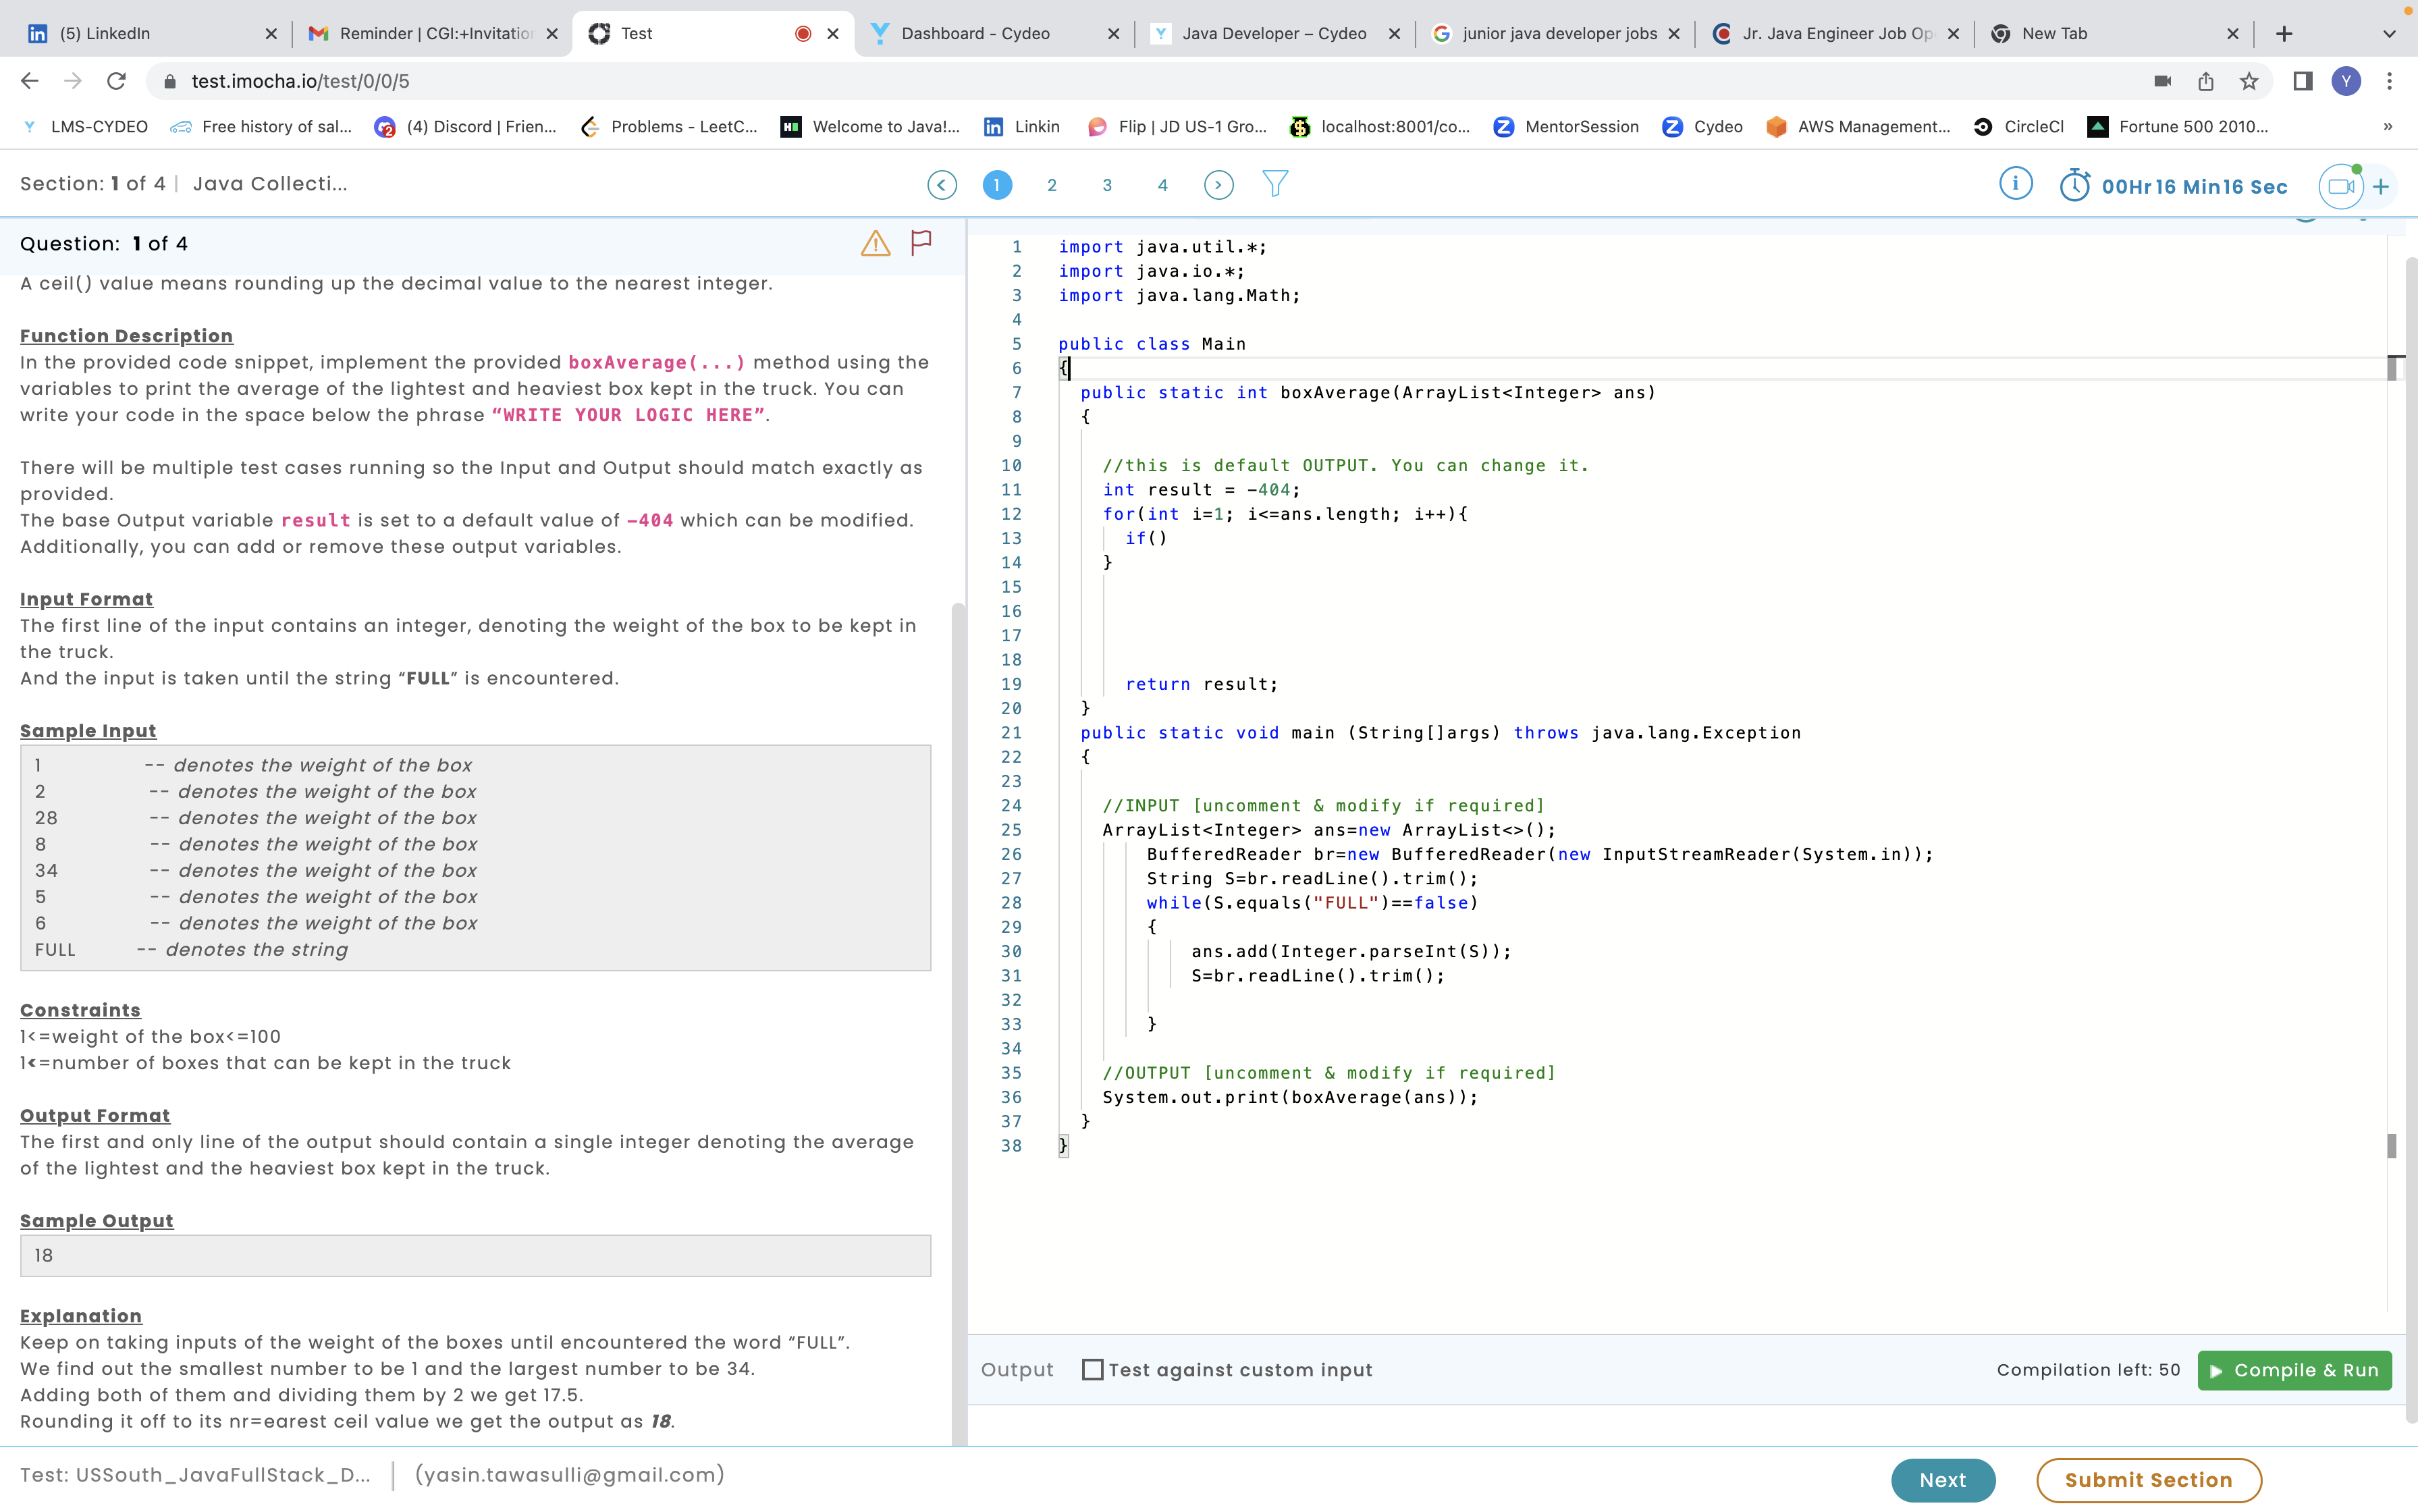 (5) LinkedIn
Reminder | CGI:+Invitatio
Test
Dashboard - Cydeo
Java Developer – Cydeo
junior java developer jobs
Jr. Java Engineer Job Op
New Tab
test.imocha.io/test/0/0/5
Y
LMS-CYDEO
Free history of sal...
(4) Discord | Frien...
Problems - LeetC...
Welcome to Java!...
Linkin
Flip | JD US-1 Gro...
localhost:8001/co...
MentorSession
Cydeo
AWS Management...
CircleCI
Fortune 500 2010...
»
Section: 1 of 4 | Java Collecti...
1 2 3 4
00Hr 16 Min 16 Sec
Question: 1 of 4
A ceil() value means rounding up the decimal value to the nearest integer.
Function Description
In the provided code snippet, implement the provided boxAverage(...) method using the
variables to print the average of the lightest and heaviest box kept in the truck. You can
write your code in the space below the phrase “WRITE YOUR LOGIC HERE”.
There will be multiple test cases running so the Input and Output should match exactly as
provided.
The base Output variable result is set to a default value of -404 which can be modified.
Additionally, you can add or remove these output variables.
Input Format
The first line of the input contains an integer, denoting the weight of the box to be kept in
the truck.
And the input is taken until the string “FULL” is encountered.
Sample Input
1 -- denotes the weight of the box
2 -- denotes the weight of the box
28 -- denotes the weight of the box
8 -- denotes the weight of the box
34 -- denotes the weight of the box
5 -- denotes the weight of the box
6 -- denotes the weight of the box
FULL -- denotes the string
Constraints
1<=weight of the box<=100
1<=number of boxes that can be kept in the truck
Output Format
The first and only line of the output should contain a single integer denoting the average
of the lightest and the heaviest box kept in the truck.
Sample Output
18
Explanation
Keep on taking inputs of the weight of the boxes until encountered the word “FULL”.
We find out the smallest number to be 1 and the largest number to be 34.
Adding both of them and dividing them by 2 we get 17.5.
Rounding it off to its nr=earest ceil value we get the output as 18.
1 import java.util.*;
2 import java.io.*;
3 import java.lang.Math;
4
5 public class Main
6 {
7 public static int boxAverage(ArrayList<Integer> ans)
8 {
9
10 //this is default OUTPUT. You can change it.
11 int result = -404;
12 for(int i=1; i<=ans.length; i++){
13 if()
14 }
15
16
17
18
19 return result;
20 }
21 public static void main (String[]args) throws java.lang.Exception
22 {
23
24 //INPUT [uncomment & modify if required]
25 ArrayList<Integer> ans=new ArrayList<>();
26 BufferedReader br=new BufferedReader(new InputStreamReader(System.in));
27 String S=br.readLine().trim();
28 while(S.equals("FULL")==false)
29 {
30 ans.add(Integer.parseInt(S));
31 S=br.readLine().trim();
32
33 }
34
35 //OUTPUT [uncomment & modify if required]
36 System.out.print(boxAverage(ans));
37 }
38 }
Output
Test against custom input
Compilation left: 50
Compile & Run
Test: USSouth_JavaFullStack_D... | (yasin.tawasulli@gmail.com)
Next
Submit Section